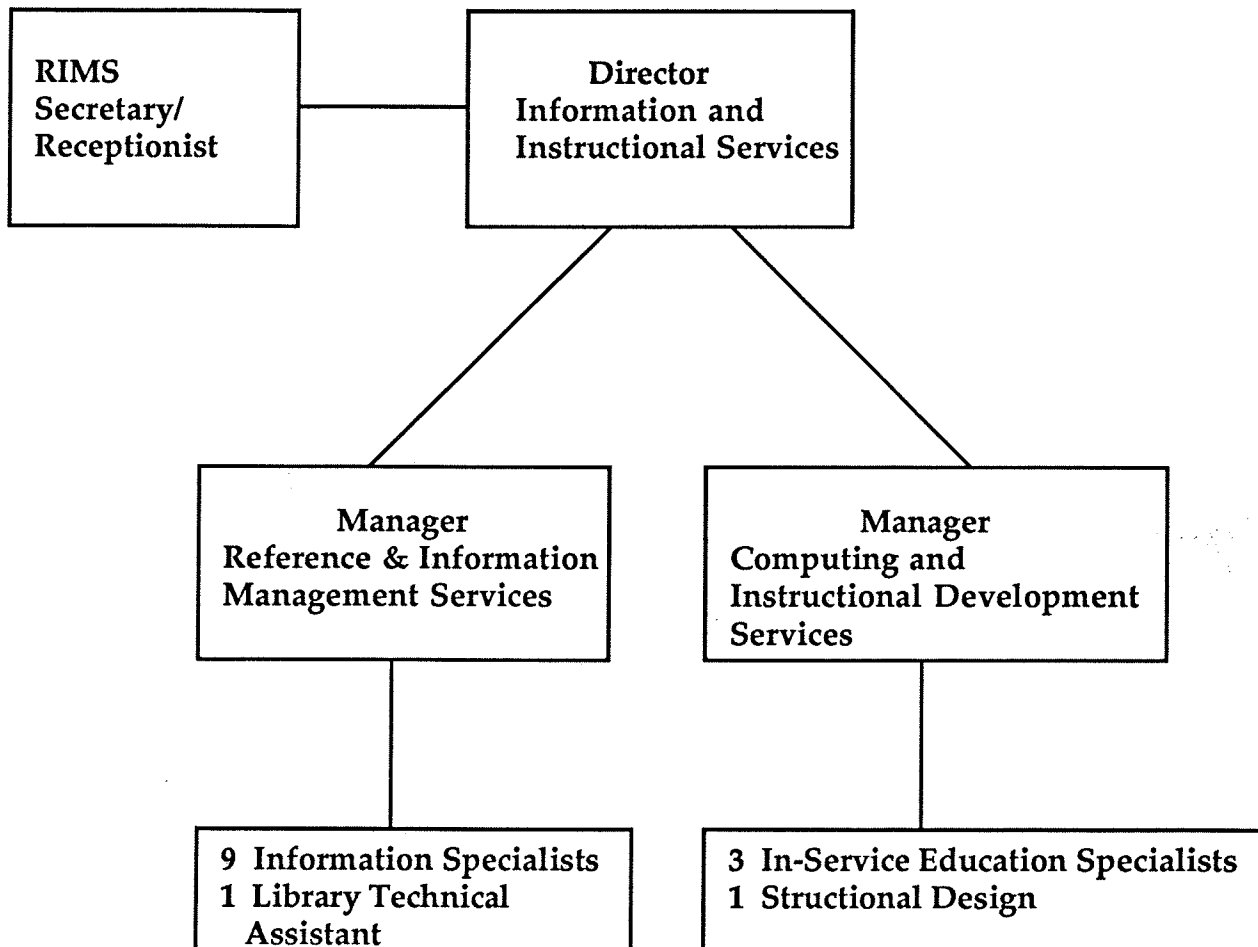 RIMS
Secretary/
Receptionist
Director
Information and
Instructional Services
Manager
Reference & Information
Management Services
Manager
Computing and
Instructional Development
Services
9 Information Specialists
1 Library Technical
Assistant
3 In-Service Education Specialists
1 Structional Design